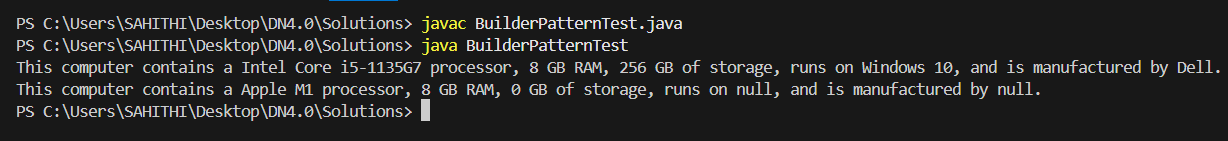 PS C:\Users\SAHITHI\Desktop\DN4.0\Solutions> javac BuilderPatternTest.java
PS C:\Users\SAHITHI\Desktop\DN4.0\Solutions> java BuilderPatternTest
This computer contains a Intel Core i5-1135G7 processor, 8 GB RAM, 256 GB of storage, runs on Windows 10, and is manufactured by Dell.
This computer contains a Apple M1 processor, 8 GB RAM, 0 GB of storage, runs on null, and is manufactured by null.
PS C:\Users\SAHITHI\Desktop\DN4.0\Solutions>